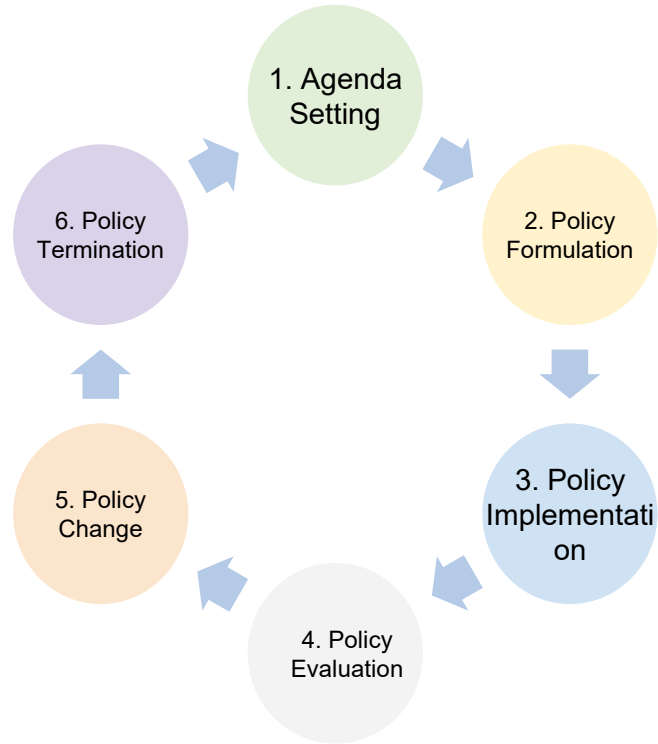 1. Agenda
Setting
2. Policy
Formulation
3. Policy
Implementati
on
4. Policy
Evaluation
5. Policy
Change
6. Policy
Termination